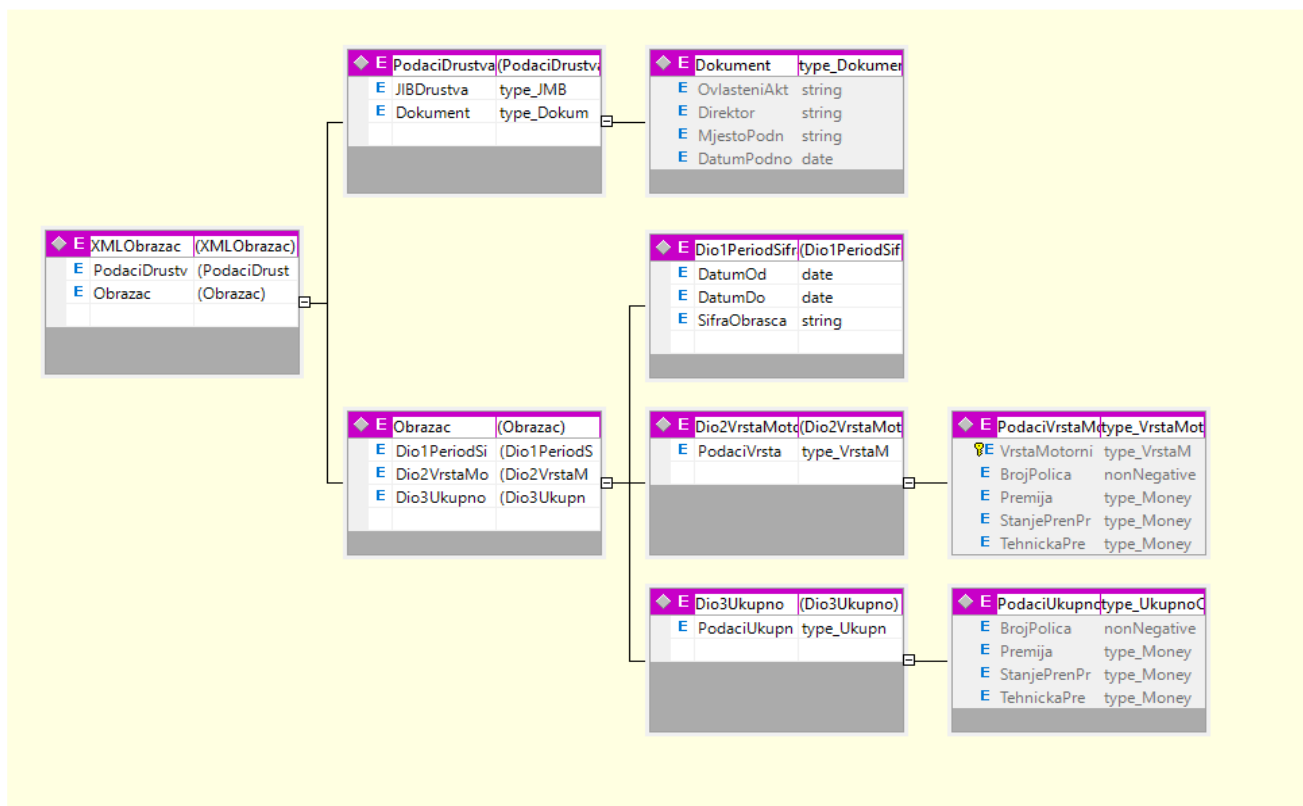 E PodaciDrustva (PodaciDrustva
E JIBDrustva type_JMB
E Dokument type_Dokum
E Dokument type_Dokumen
E OvlasteniAkt string
E Direktor string
E MjestoPodn string
E DatumPodno date
E XMLObrazac (XMLObrazac)
E PodaciDrustv (PodaciDrust
E Obrazac (Obrazac)
E Dio1PeriodSifr (Dio1PeriodSif
E DatumOd date
E DatumDo date
E SifraObrasca string
E Obrazac (Obrazac)
E Dio1PeriodSi (Dio1PeriodS
E Dio2VrstaMo (Dio2VrstaM
E Dio3Ukupno (Dio3Ukupn
E Dio2VrstaMoto (Dio2VrstaMot
E PodaciVrsta type_VrstaM
E PodaciVrstaMo type_VrstaMot
E VrstaMotorni type_VrstaM
E BrojPolica nonNegative
E Premija type_Money
E StanjePrenPr type_Money
E TehnickaPre type_Money
E Dio3Ukupno (Dio3Ukupno)
E PodaciUkupn type_Ukupn
E PodaciUkupno type_UkupnoO
E BrojPolica nonNegative
E Premija type_Money
E StanjePrenPr type_Money
E TehnickaPre type_Money